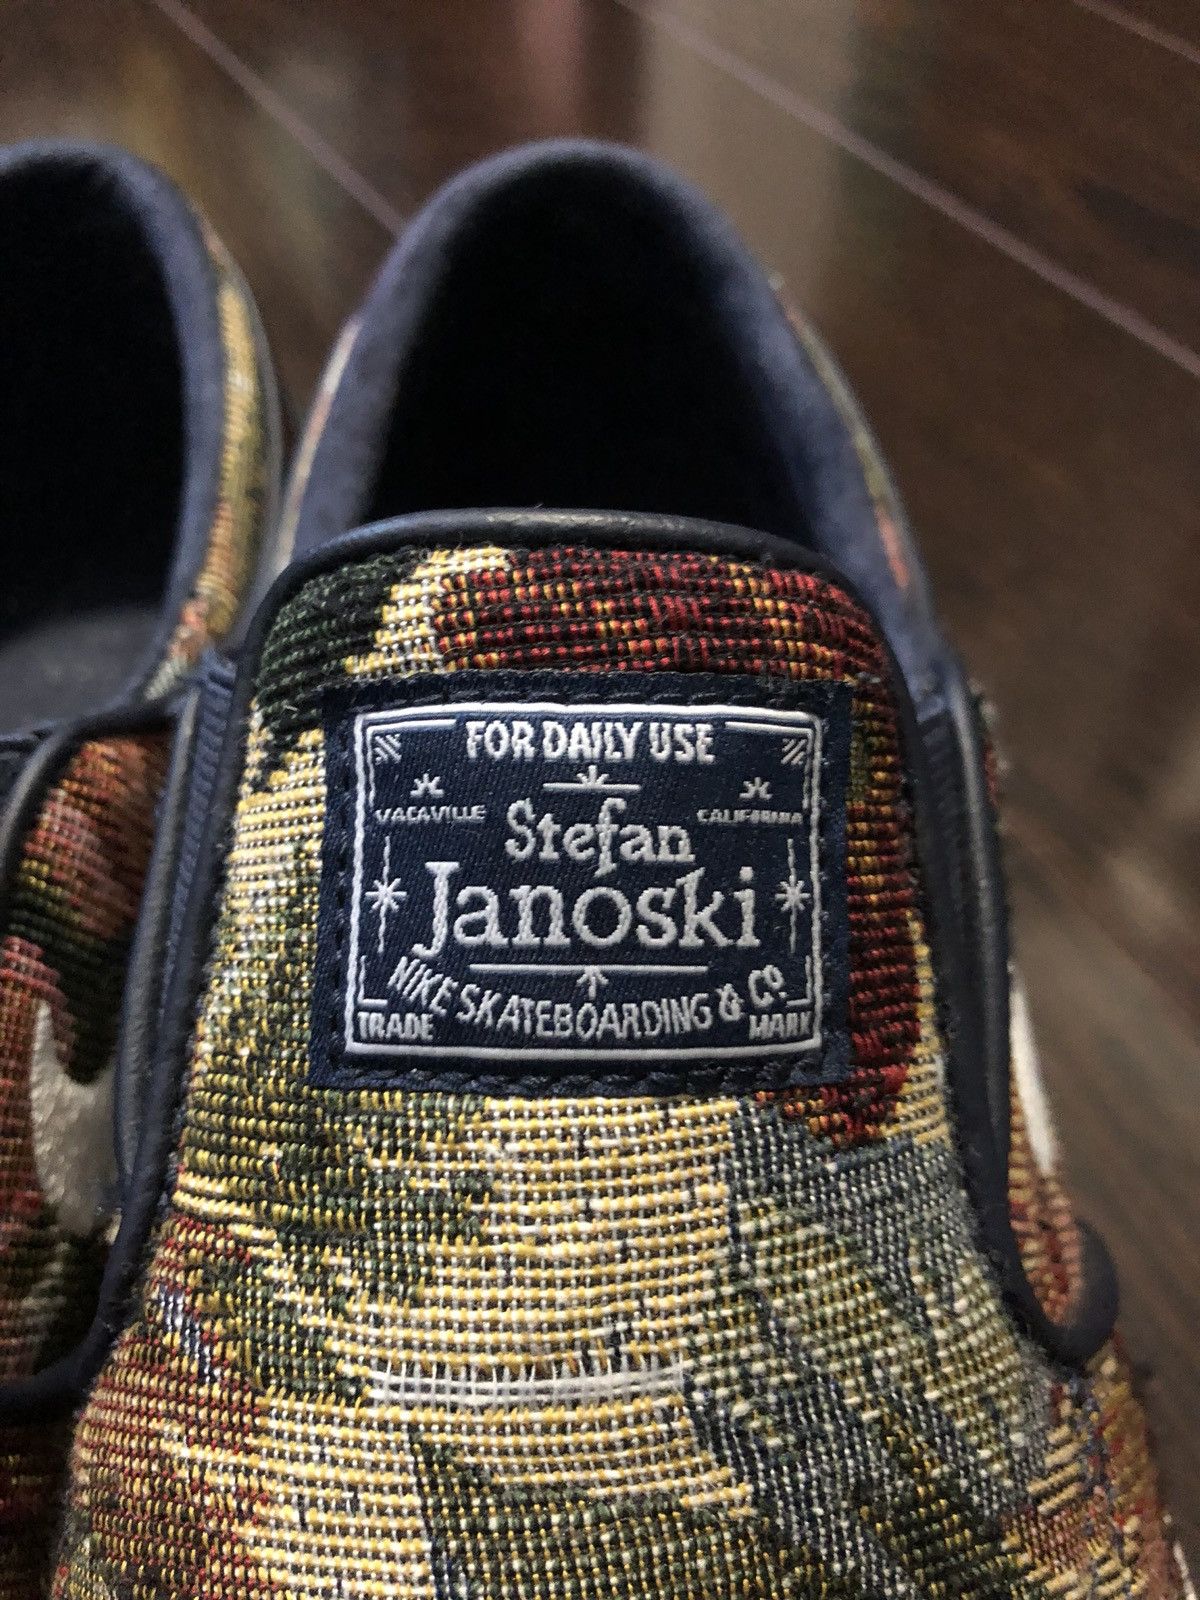 FOR DAILY USE
VACAVILLE CALIFORNIA
Stefan
Janoski
NIKE SKATEBOARDING & Co.
TRADE MARK